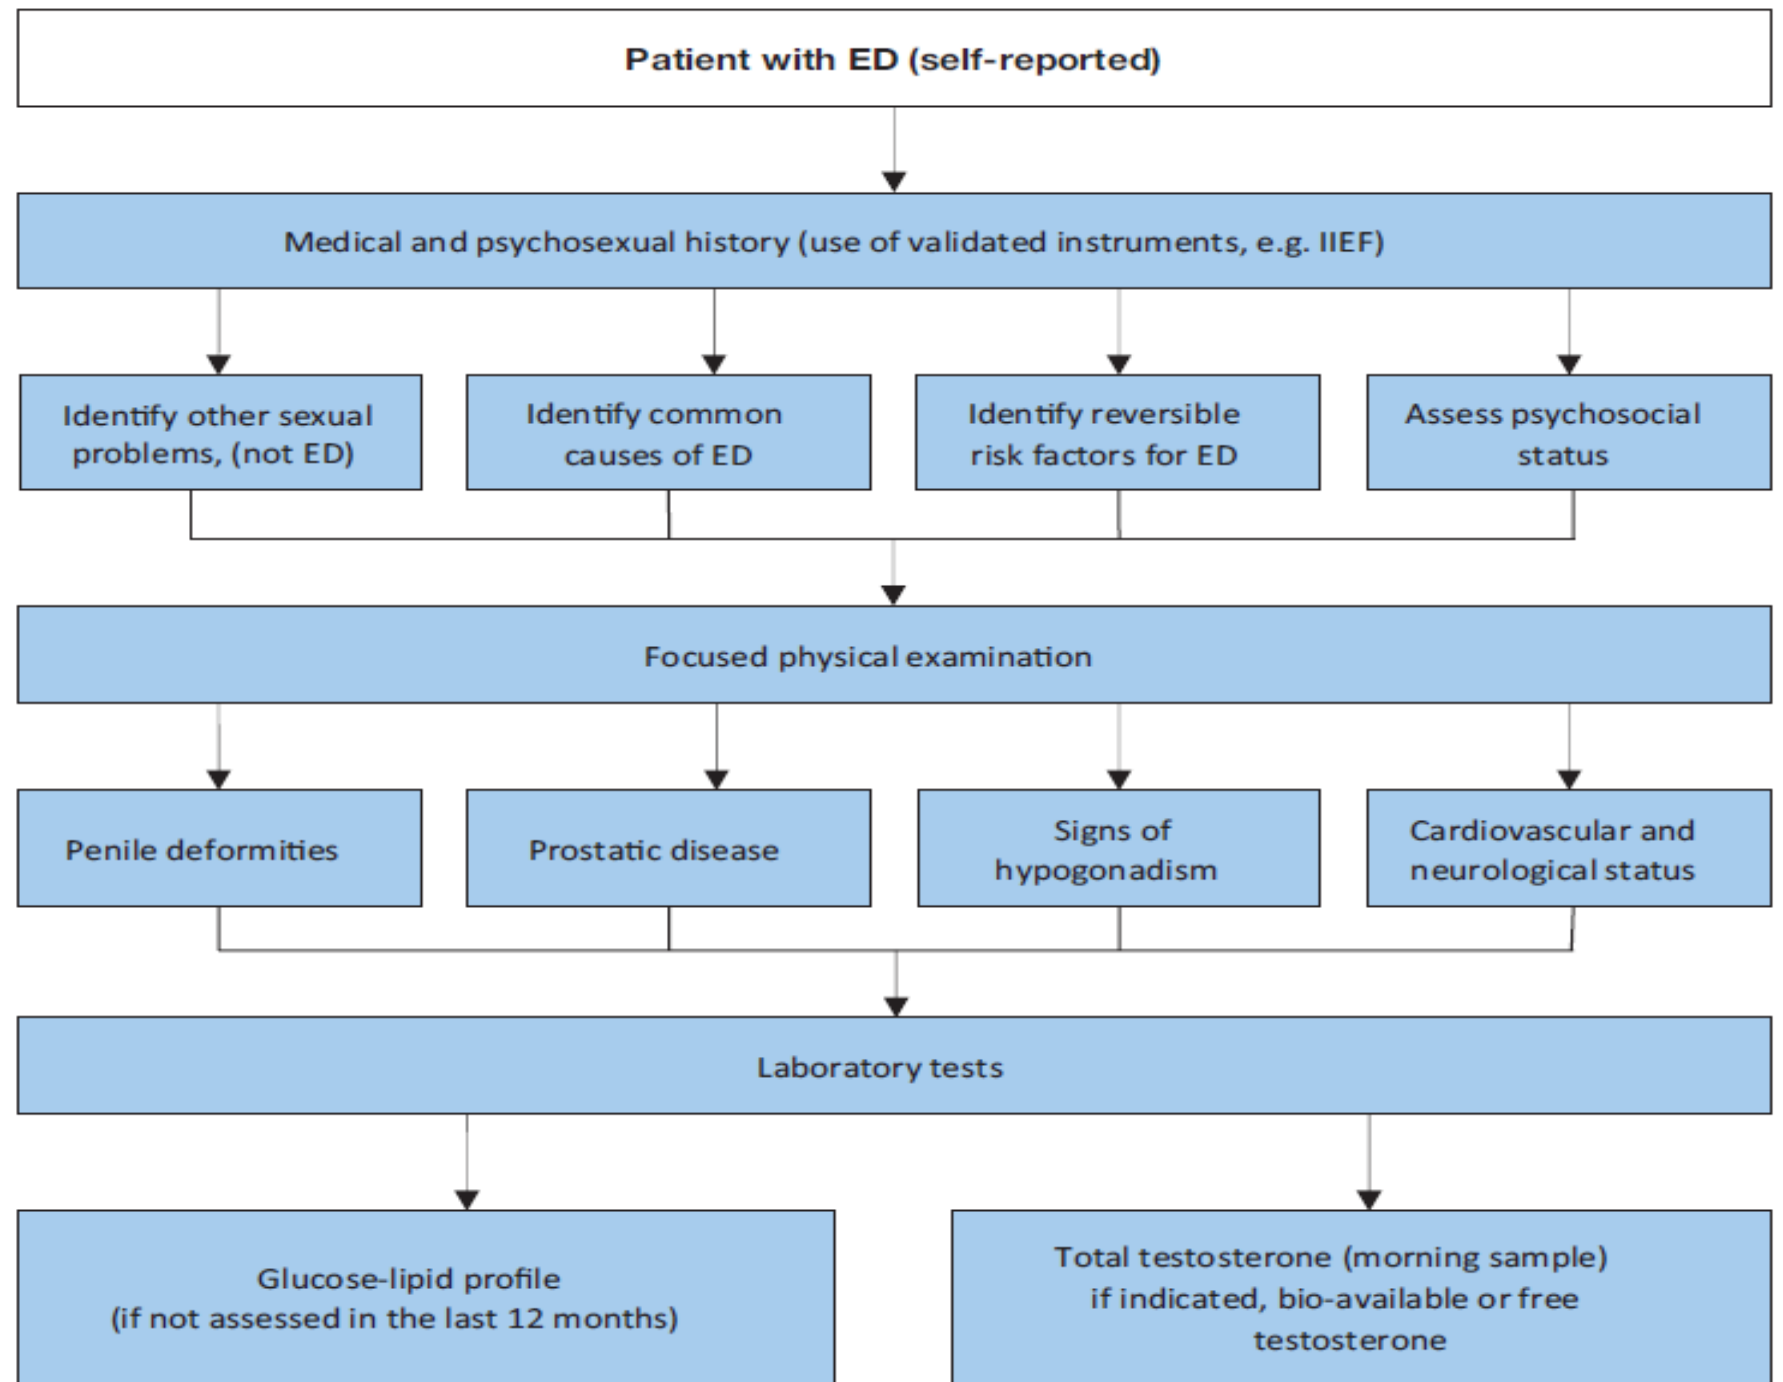 Patient with ED (self-reported)
Medical and psychosexual history (use of validated instruments, e.g. IIEF)
Identify other sexual
problems, (not ED)
Identify common
causes of ED
Identify reversible
risk factors for ED
Assess psychosocial
status
Focused physical examination
Penile deformities
Prostatic disease
Signs of
hypogonadism
Cardiovascular and
neurological status
Laboratory tests
Glucose-lipid profile
(if not assessed in the last 12 months)
Total testosterone (morning sample)
if indicated, bio-available or free
testosterone